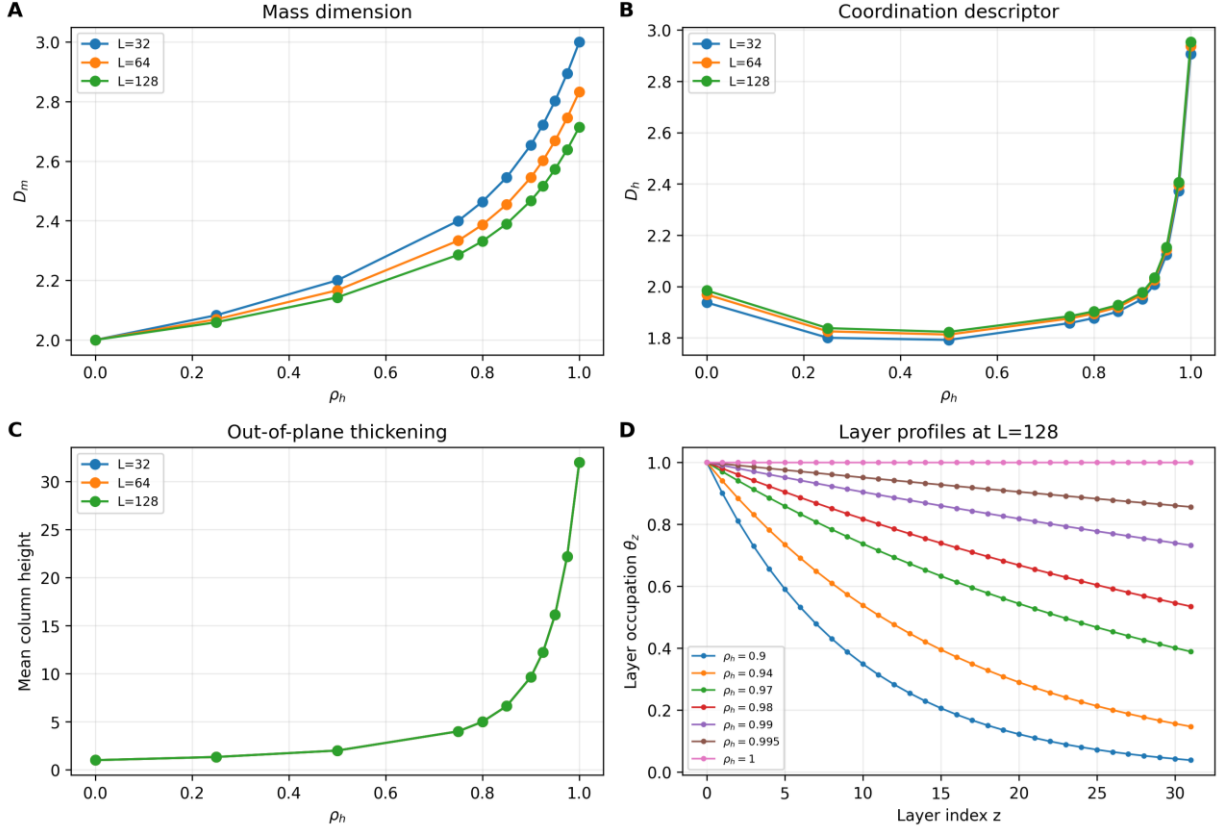 A
Mass dimension
L=32
L=64
L=128
3.0
2.8
2.6
2.4
2.2
2.0
D_m
0.0 0.2 0.4 0.6 0.8 1.0
ρ_h
B
Coordination descriptor
L=32
L=64
L=128
3.0
2.8
2.6
2.4
2.2
2.0
1.8
D_h
0.0 0.2 0.4 0.6 0.8 1.0
ρ_h
C
Out-of-plane thickening
L=32
L=64
L=128
30
25
20
15
10
5
0
Mean column height
0.0 0.2 0.4 0.6 0.8 1.0
ρ_h
D
Layer profiles at L=128
1.0
0.8
0.6
0.4
0.2
0.0
Layer occupation θ_z
ρ_h = 0.9
ρ_h = 0.94
ρ_h = 0.97
ρ_h = 0.98
ρ_h = 0.99
ρ_h = 0.995
ρ_h = 1
0 5 10 15 20 25 30
Layer index z